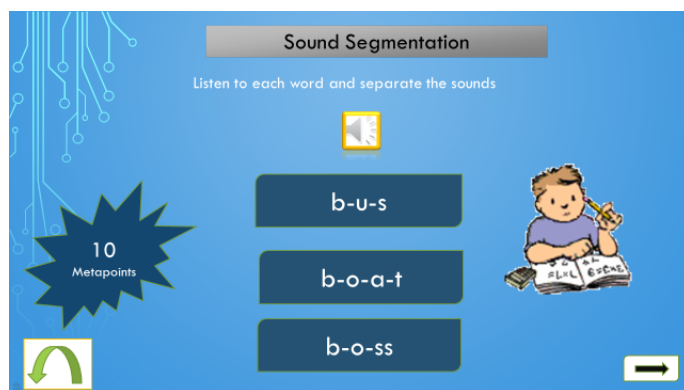 Sound Segmentation
Listen to each word and separate the sounds
b-u-s
10
Metapoints
b-o-a-t
b-o-ss